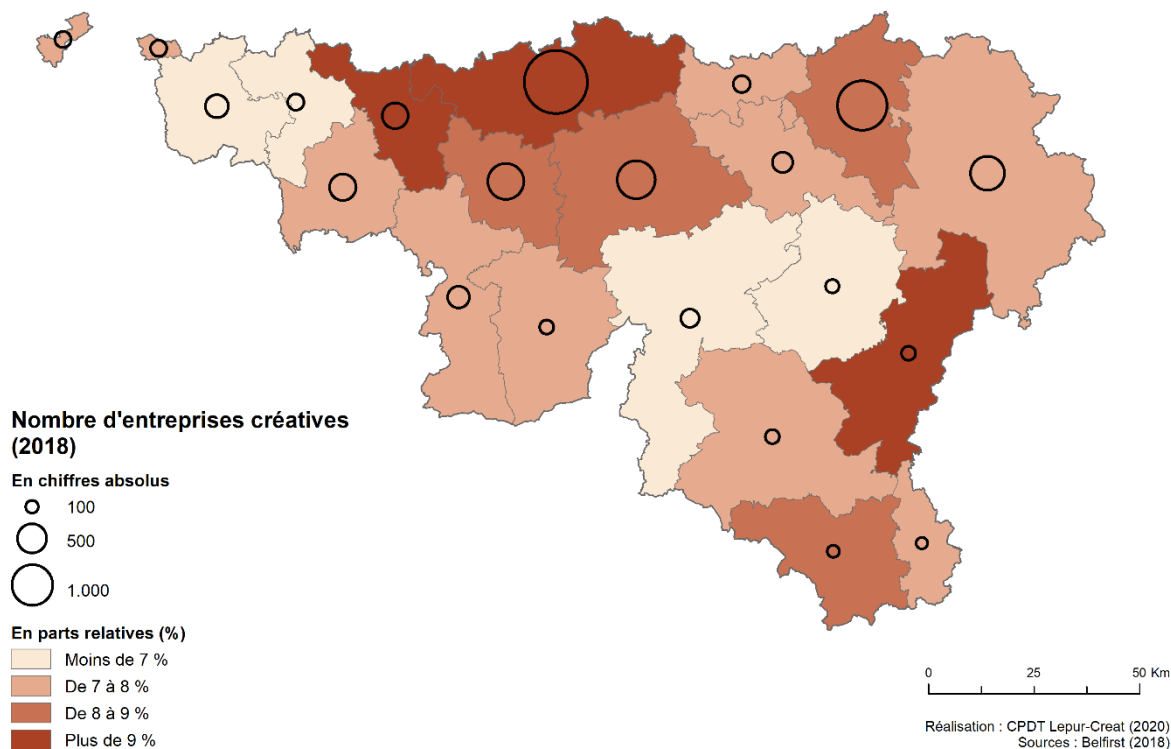 Nombre d'entreprises créatives
(2018)
En chiffres absolus
100
500
1.000
En parts relatives (%)
Moins de 7 %
De 7 à 8 %
De 8 à 9 %
Plus de 9 %
0 25 50 Km
Réalisation : CPDT Lepur-Creat (2020)
Sources : Belfirst (2018)